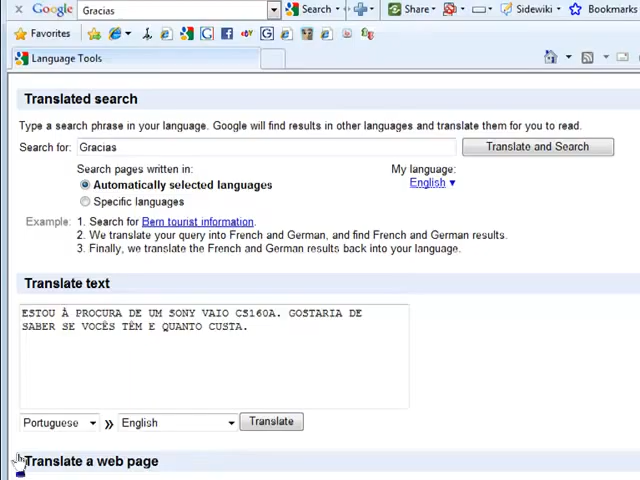 Google Gracias Search Share Sidewiki Bookmarks
Favorites
Language Tools
Translated search
Type a search phrase in your language. Google will find results in other languages and translate them for you to read.
Search for: Gracias Translate and Search
Search pages written in: My language:
Automatically selected languages English
Specific languages
Example: 1. Search for Bern tourist information.
2. We translate your query into French and German, and find French and German results.
3. Finally, we translate the French and German results back into your language.
Translate text
ESTOU À PROCURA DE UM SONY VAIO CS160A. GOSTARIA DE
SABER SE VOCÊS TÊM E QUANTO CUSTA.
Portuguese » English Translate
Translate a web page